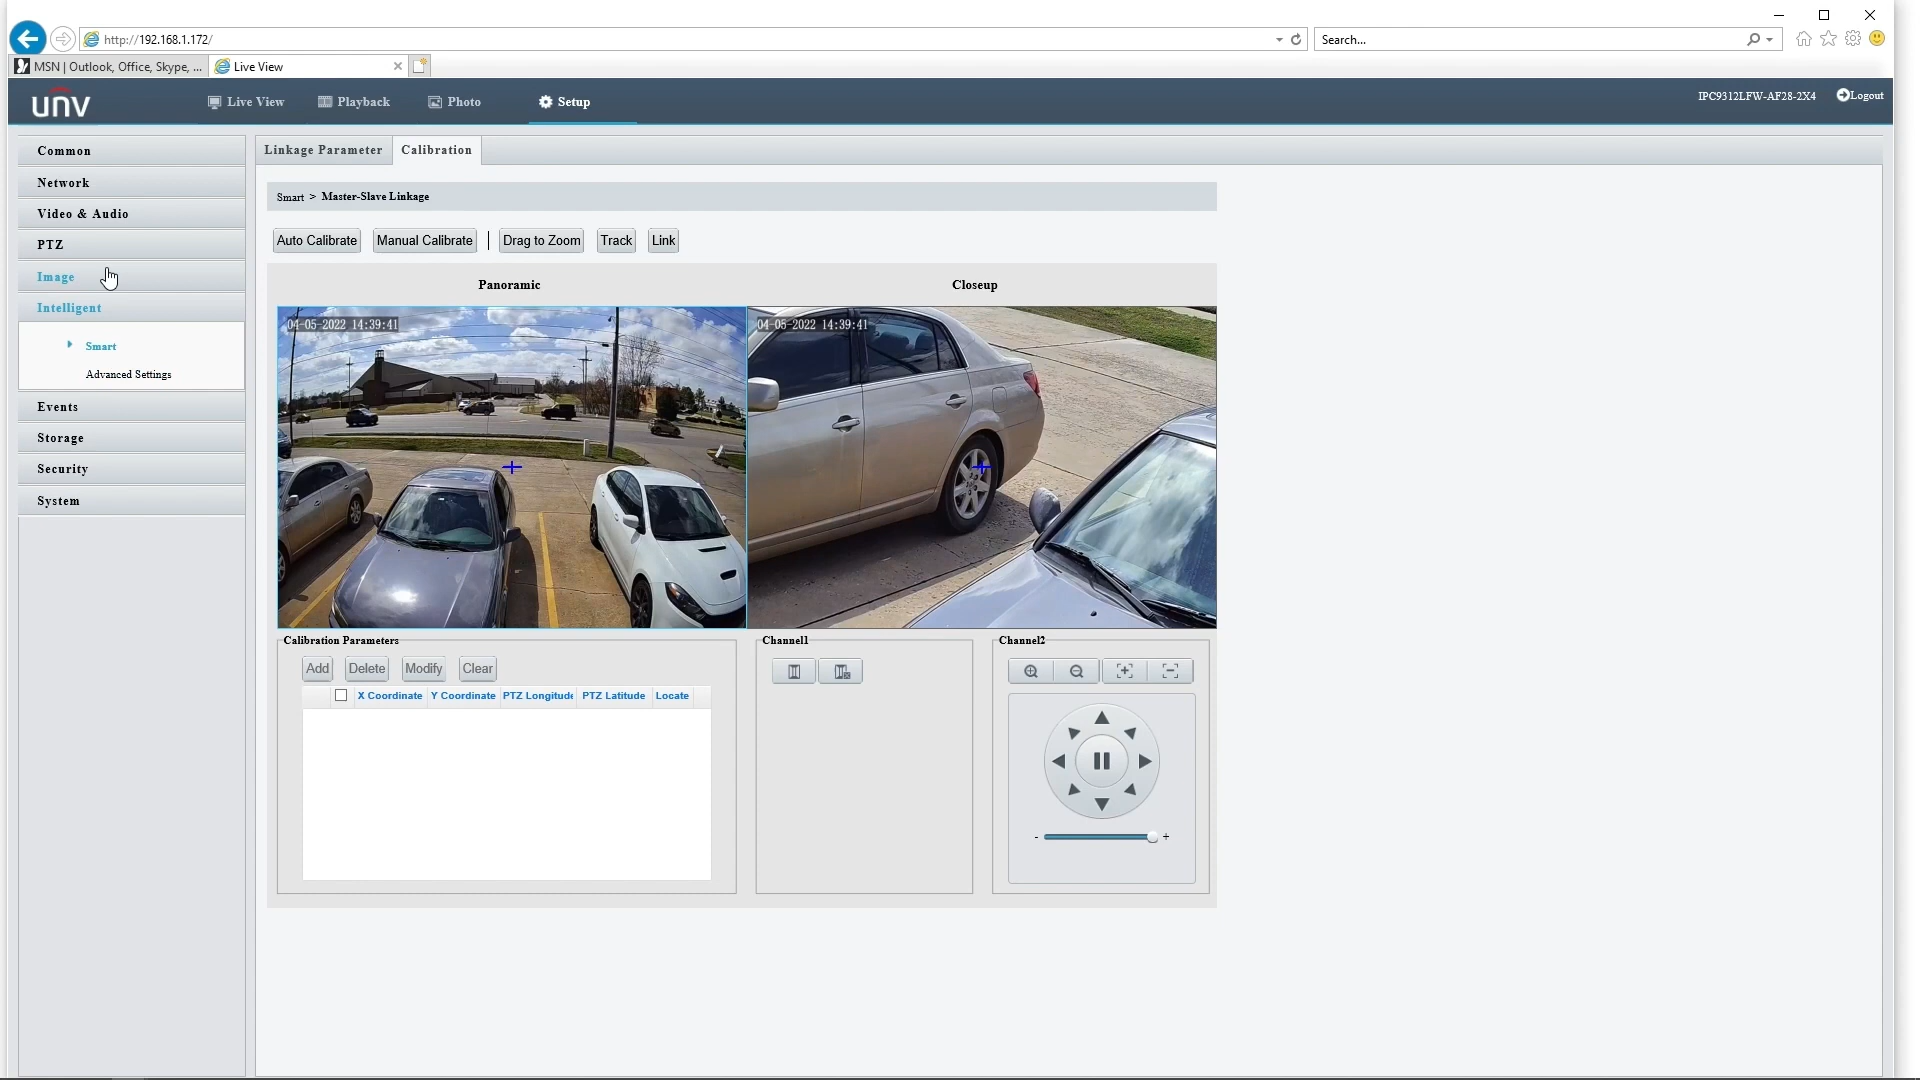 http://192.168.1.172/
Search...
MSN | Outlook, Office, Skype, ...
Live View
unv
Live View
Playback
Photo
Setup
IPC9312LFW-AF28-2X4
Logout
Common
Network
Video & Audio
PTZ
Image
Intelligent
Smart
Advanced Settings
Events
Storage
Security
System
Linkage Parameter
Calibration
Smart > Master-Slave Linkage
Auto Calibrate
Manual Calibrate
Drag to Zoom
Track
Link
Panoramic
Closeup
04-05-2022 14:39:41
04-05-2022 14:39:41
Calibration Parameters
Add
Delete
Modify
Clear
X Coordinate
Y Coordinate
PTZ Longitude
PTZ Latitude
Locate
Channel1
Channel2
- +